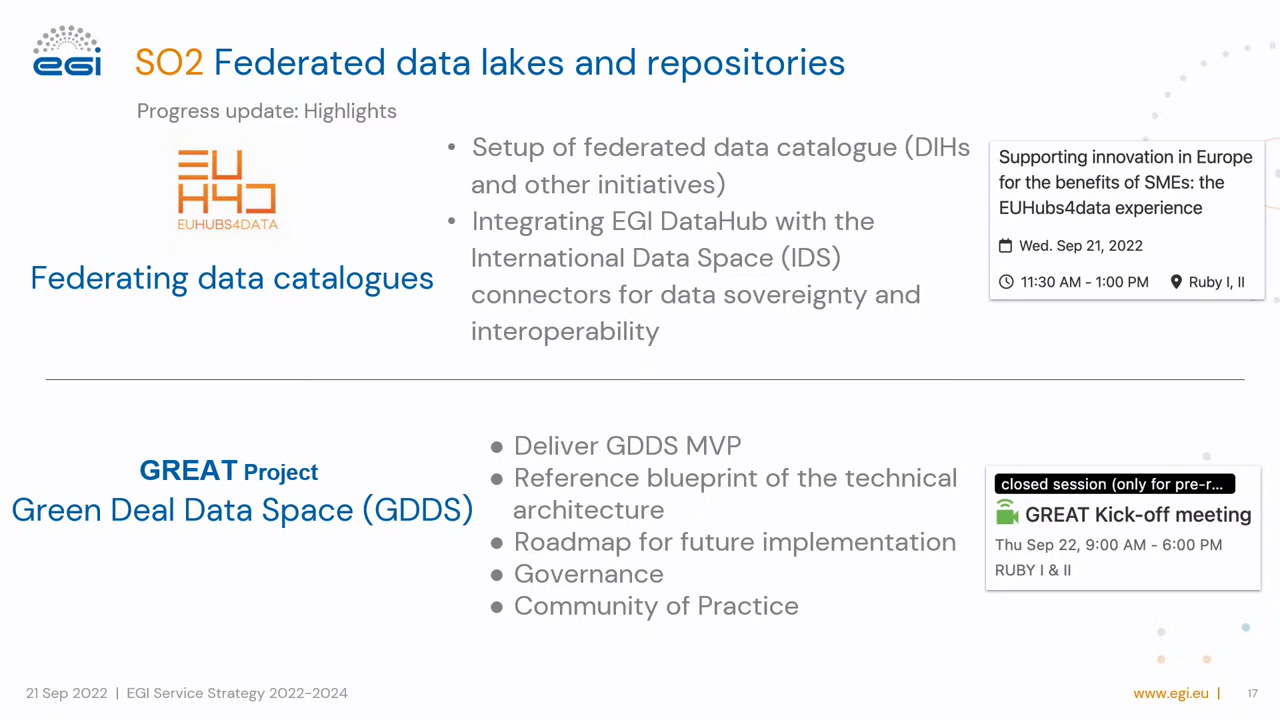 egi
SO2 Federated data lakes and repositories
Progress update: Highlights
EU
H4D
EUHUBS4DATA
Federating data catalogues
• Setup of federated data catalogue (DIHs
and other initiatives)
• Integrating EGI DataHub with the
International Data Space (IDS)
connectors for data sovereignty and
interoperability
Supporting innovation in Europe
for the benefits of SMEs: the
EUHubs4data experience
Wed. Sep 21, 2022
11:30 AM - 1:00 PM Ruby I, II
GREAT Project
Green Deal Data Space (GDDS)
● Deliver GDDS MVP
● Reference blueprint of the technical
architecture
● Roadmap for future implementation
● Governance
● Community of Practice
closed session (only for pre-r...
GREAT Kick-off meeting
Thu Sep 22, 9:00 AM - 6:00 PM
RUBY I & II
21 Sep 2022 | EGI Service Strategy 2022-2024
www.egi.eu |
17